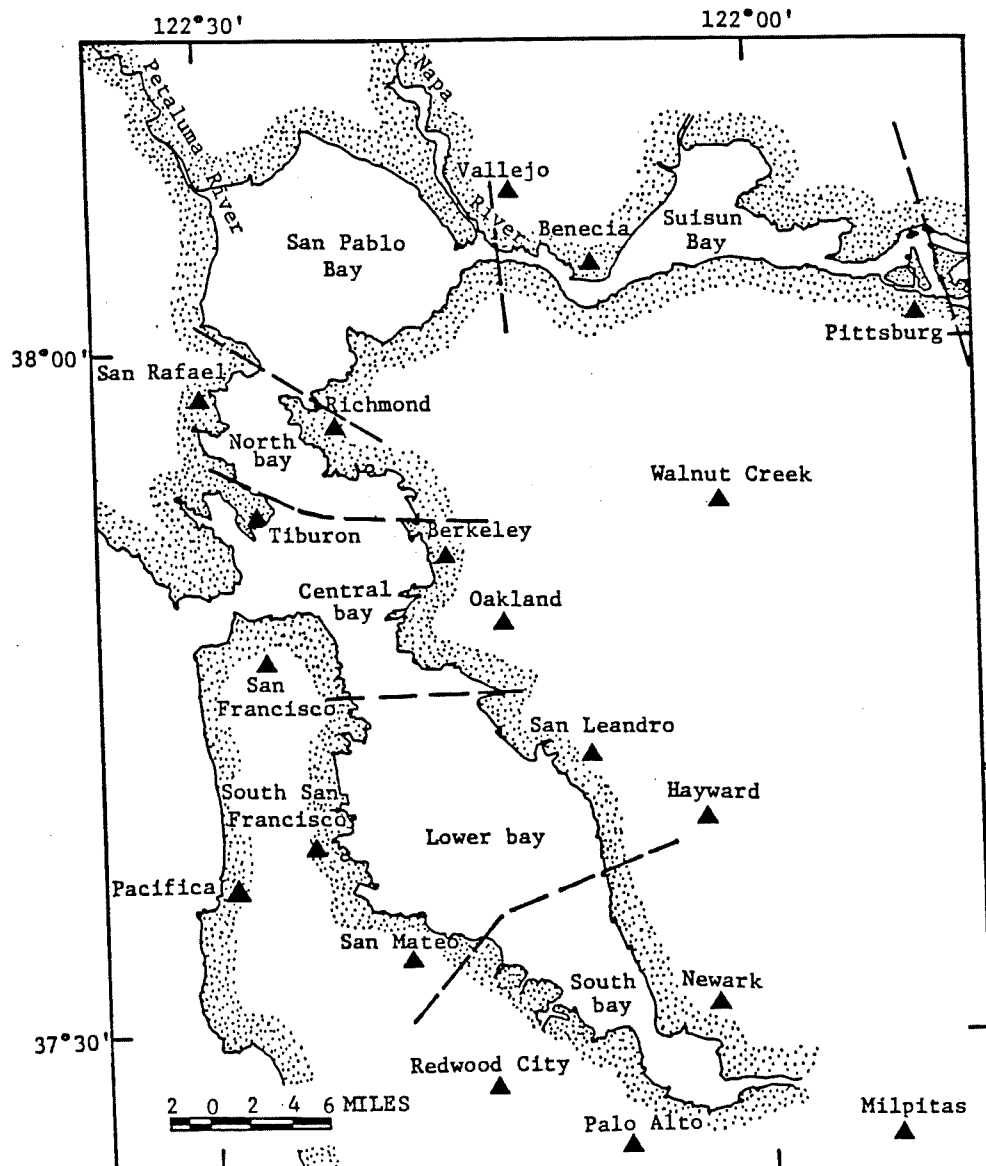 122°30'
122°00'
Petaluma River
Napa River
Vallejo
San Pablo
Bay
Benecia
Suisun
Bay
Pittsburg
38°00'
San Rafael
Richmond
North
bay
Walnut Creek
Tiburon
Berkeley
Central
bay
Oakland
San
Francisco
San Leandro
South San
Francisco
Hayward
Lower bay
Pacifica
San Mateo
South
bay
Newark
37°30'
Redwood City
2 0 2 4 6 MILES
Palo Alto
Milpitas